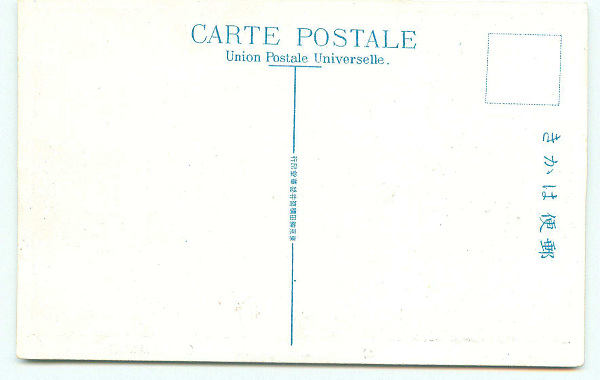 CARTE POSTALE
Union Postale Universelle.
きかは便郵